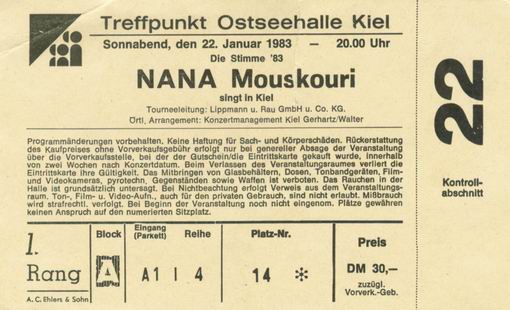 Treffpunkt Ostseehalle Kiel
Sonnabend, den 22. Januar 1983 — 20.00 Uhr
Die Stimme '83
NANA Mouskouri
singt in Kiel
Tourneeleitung: Lippmann u. Rau GmbH u. Co. KG.
Örtl. Arrangement: Konzertmanagement Kiel Gerhartz/Walter
Programmänderungen vorbehalten. Keine Haftung für Sach- und Körperschäden. Rückerstattung
des Kaufpreises ohne Vorverkaufsgebühr erfolgt nur bei genereller Absage der Veranstaltung
über die Vorverkaufsstelle, bei der der Gutschein/die Eintrittskarte gekauft wurde, innerhalb
von zwei Wochen nach Konzertdatum. Beim Verlassen des Veranstaltungsraumes verliert die
Eintrittskarte ihre Gültigkeit. Das Mitbringen von Glasbehältern, Dosen, Tonbandgeräten, Film-
und Videokameras, pyrotechn. Gegenständen sowie Waffen ist verboten. Das Rauchen in der
Halle ist grundsätzlich untersagt. Bei Nichtbeachtung erfolgt Verweis aus dem Veranstaltungs-
raum. Ton-, Film- u. Video-Aufn., auch für den privaten Gebrauch, sind nicht erlaubt. Mißbrauch
wird strafrechtl. verfolgt. Bei Beginn der Veranstaltung noch nicht eingenom. Plätze gewähren
keinen Anspruch auf den numerierten Sitzplatz.
1. Rang
A. C. Ehlers & Sohn
Block
A
Eingang
(Parkett)
A1
Reihe
4
Platz-Nr.
14 *
Preis
DM 30,—
zuzügl.
Vorverk.-Geb.
22
Kontroll-
abschnitt